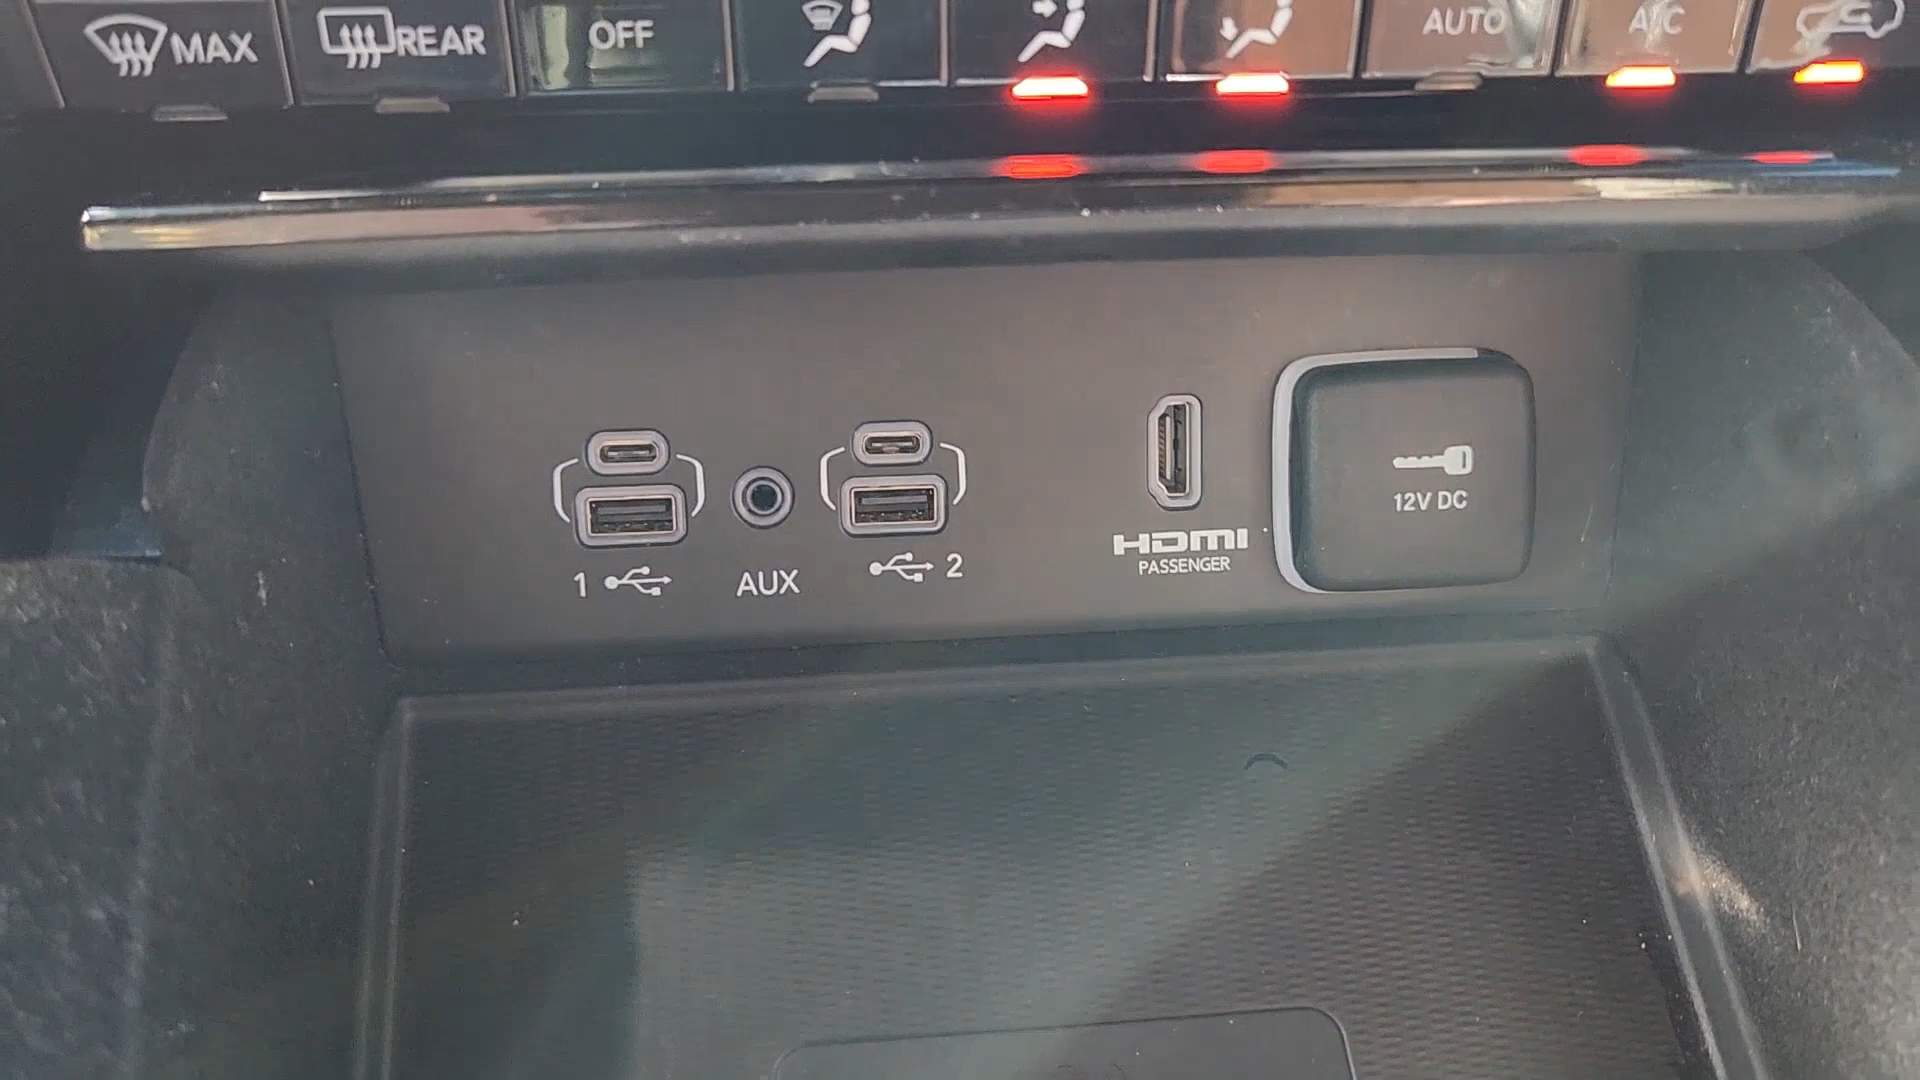 MAX
REAR
OFF
AUTO
A/C
1
AUX
2
HDMI
PASSENGER
12V DC